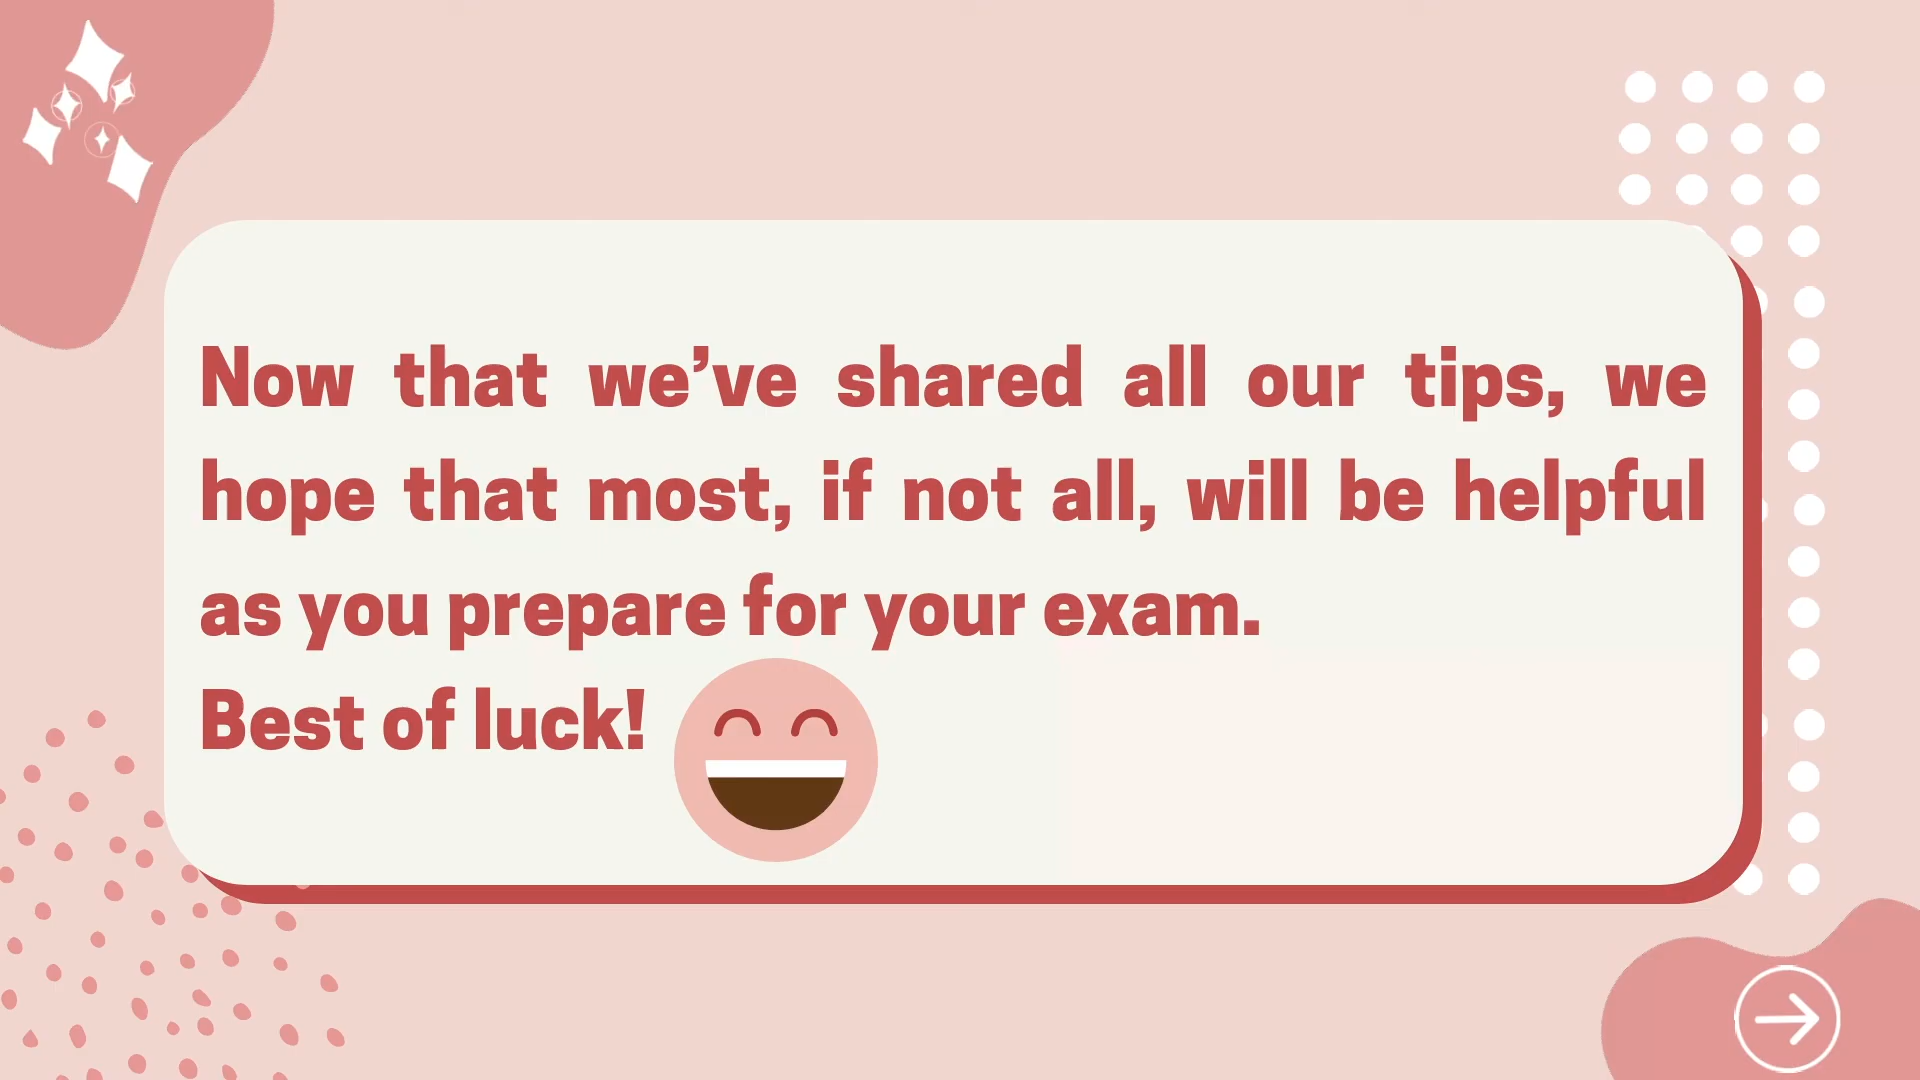 Now that we’ve shared all our tips, we
hope that most, if not all, will be helpful
as you prepare for your exam.
Best of luck!